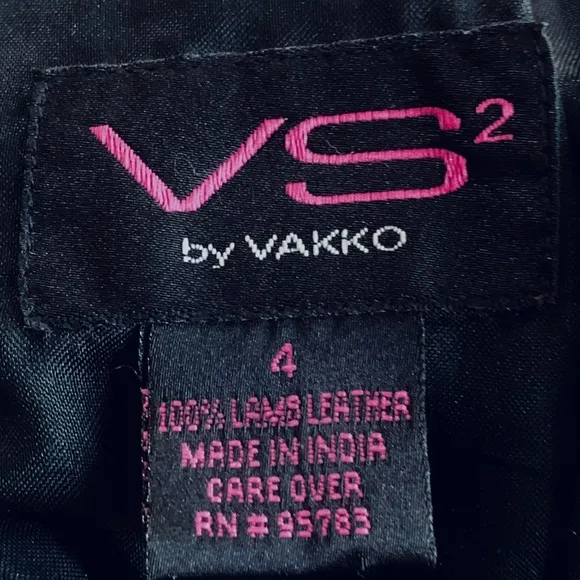 VS²
by VAKKO
4
100% LAMB LEATHER
MADE IN INDIA
CARE OVER
RN # 95783